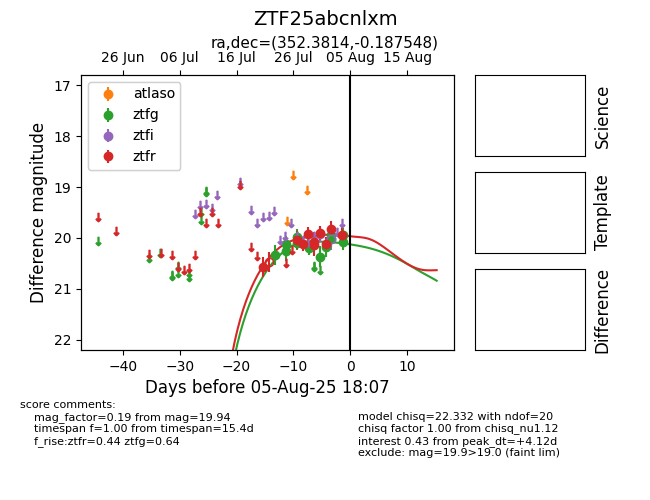 ZTF25abcnlxm
ra,dec=(352.3814,-0.187548)
26 Jun 06 Jul 16 Jul 26 Jul 05 Aug 15 Aug
17
18
19
20
21
22
Difference magnitude
atlaso
ztfg
ztfi
ztfr
−40 −30 −20 −10 0 10
Days before 05-Aug-25 18:07
Science
Template
Difference
score comments:
mag_factor=0.19 from mag=19.94
timespan f=1.00 from timespan=15.4d
f_rise:ztfr=0.44 ztfg=0.64
model chisq=22.332 with ndof=20
chisq factor 1.00 from chisq_nu1.12
interest 0.43 from peak_dt=+4.12d
exclude: mag=19.9>19.0 (faint lim)